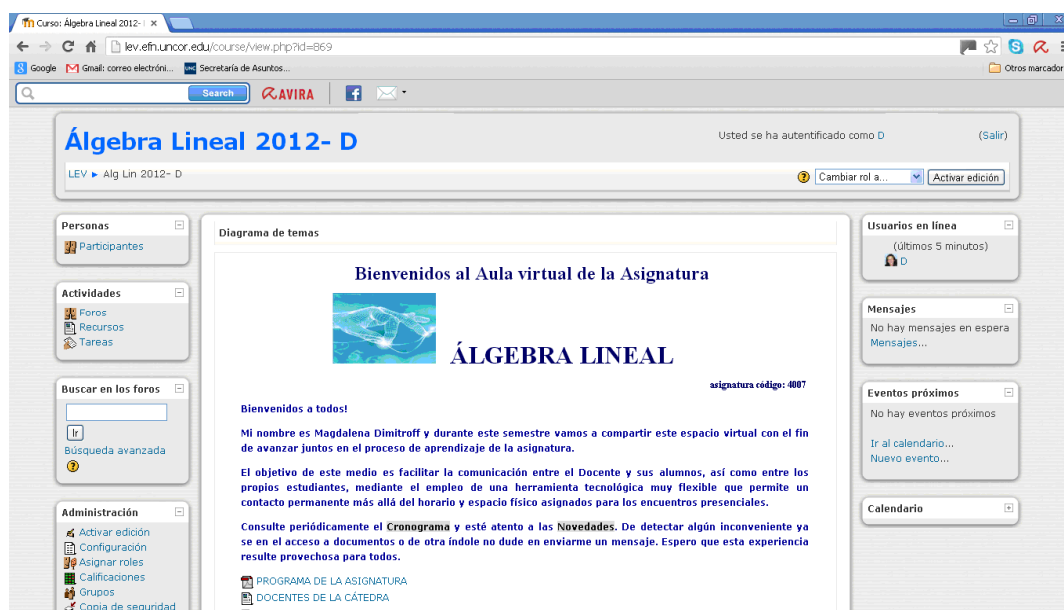 Curso: Álgebra Lineal 2012- 
lev.efn.uncor.edu/course/view.php?id=869
Google Gmail: correo electróni... UNC Secretaría de Asuntos... Otros marcador
Search AVIRA
Álgebra Lineal 2012- D
Usted se ha autentificado como D (Salir)
LEV ► Alg Lin 2012- D
Cambiar rol a... Activar edición
Personas
Participantes
Actividades
Foros
Recursos
Tareas
Buscar en los foros
Ir
Búsqueda avanzada
Administración
Activar edición
Configuración
Asignar roles
Calificaciones
Grupos
Copia de seguridad
Diagrama de temas
Bienvenidos al Aula virtual de la Asignatura
ÁLGEBRA LINEAL
asignatura código: 4007
Bienvenidos a todos!
Mi nombre es Magdalena Dimitroff y durante este semestre vamos a compartir este espacio virtual con el fin
de avanzar juntos en el proceso de aprendizaje de la asignatura.
El objetivo de este medio es facilitar la comunicación entre el Docente y sus alumnos, así como entre los
propios estudiantes, mediante el empleo de una herramienta tecnológica muy flexible que permite un
contacto permanente más allá del horario y espacio físico asignados para los encuentros presenciales.
Consulte periódicamente el Cronograma y esté atento a las Novedades. De detectar algún inconveniente ya
se en el acceso a documentos o de otra índole no dude en enviarme un mensaje. Espero que esta experiencia
resulte provechosa para todos.
PROGRAMA DE LA ASIGNATURA
DOCENTES DE LA CÁTEDRA
Usuarios en línea
(últimos 5 minutos)
D
Mensajes
No hay mensajes en espera
Mensajes...
Eventos próximos
No hay eventos próximos
Ir al calendario...
Nuevo evento...
Calendario